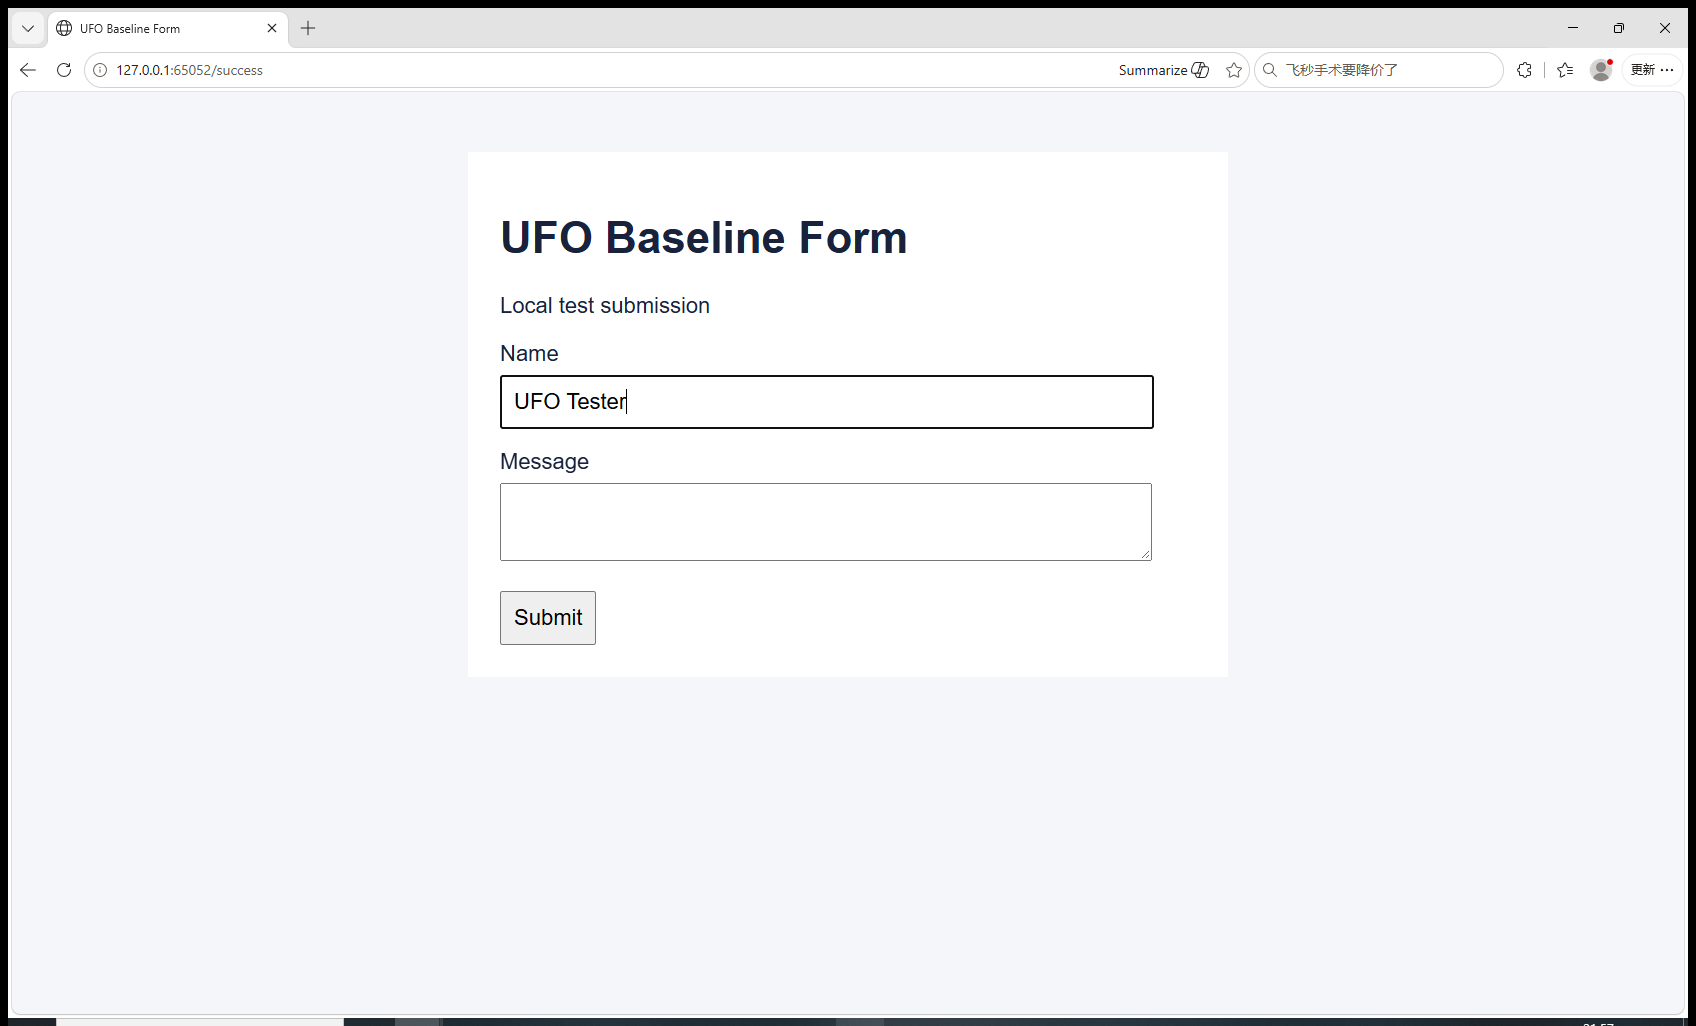 UFO Baseline Form
127.0.0.1:65052/success
Summarize
飞秒手术要降价了
更新
UFO Baseline Form
Local test submission
Name
UFO Tester
Message
Submit